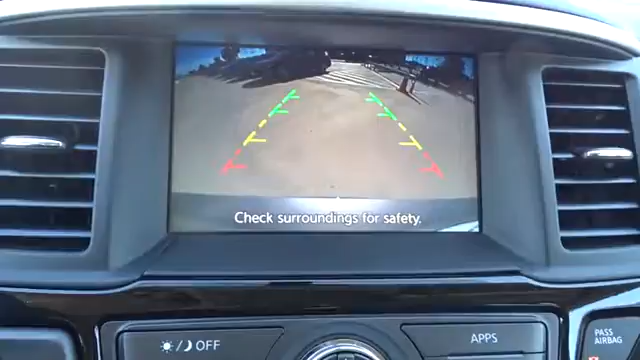 Check surroundings for safety.
OFF
APPS
PASS
AIRBAG